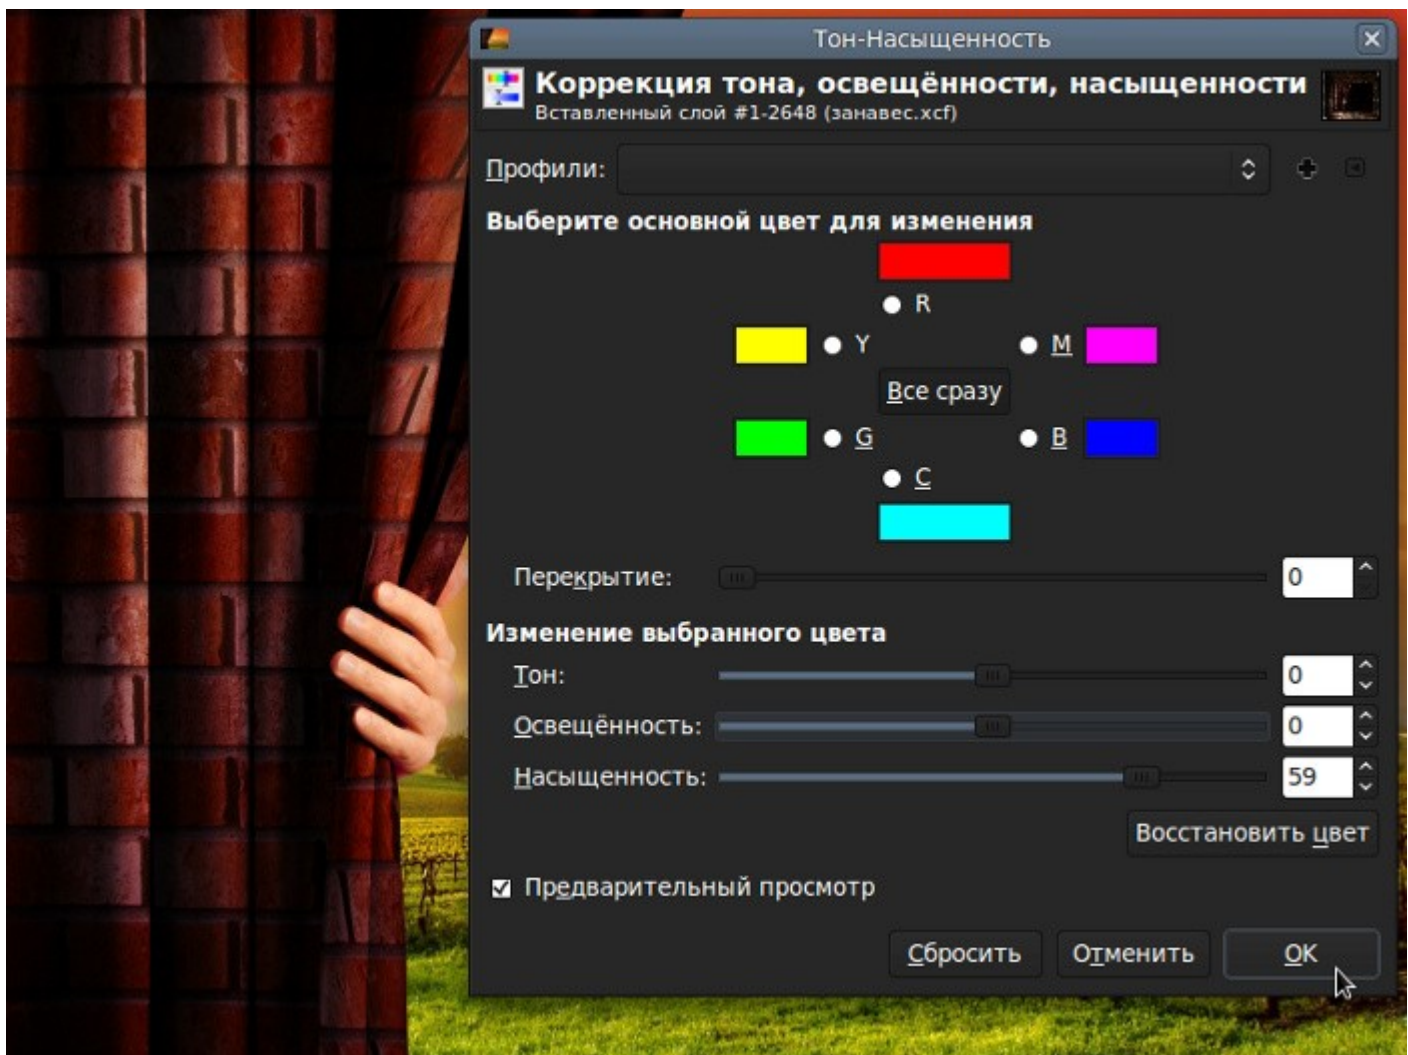 Тон-Насыщенность
Коррекция тона, освещённости, насыщенности
Вставленный слой #1-2648 (занавес.xcf)
Профили:
Выберите основной цвет для изменения
R
Y
M
Все сразу
G
B
C
Перекрытие: 0
Изменение выбранного цвета
Тон: 0
Освещённость: 0
Насыщенность: 59
Восстановить цвет
Предварительный просмотр
Сбросить Отменить OK